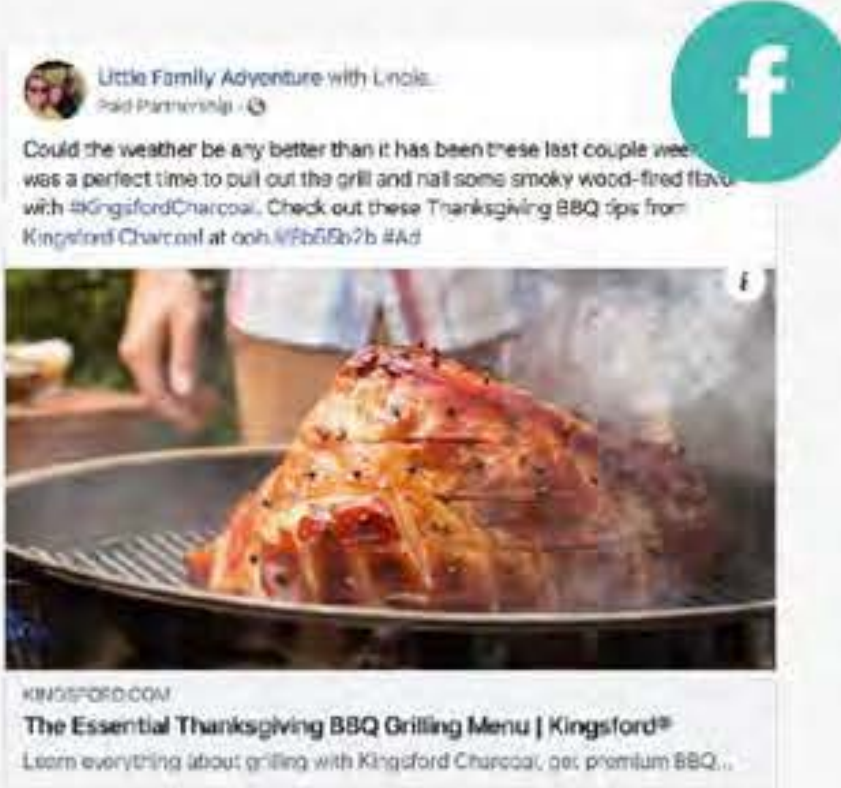 Little Family Adventure with Linqia.
Paid Partnership ·
f
Could the weather be any better than it has been these last couple
was a perfect time to pull out the grill and nail some smoky wood-fired
with #KingsfordCharcoal. Check out these Thanksgiving BBQ tips from
Kingsford Charcoal at #Ad
i
KINGSFORD.COM
The Essential Thanksgiving BBQ Grilling Menu | Kingsford®
Learn everything about grilling with Kingsford Charcoal, get premium BBQ...